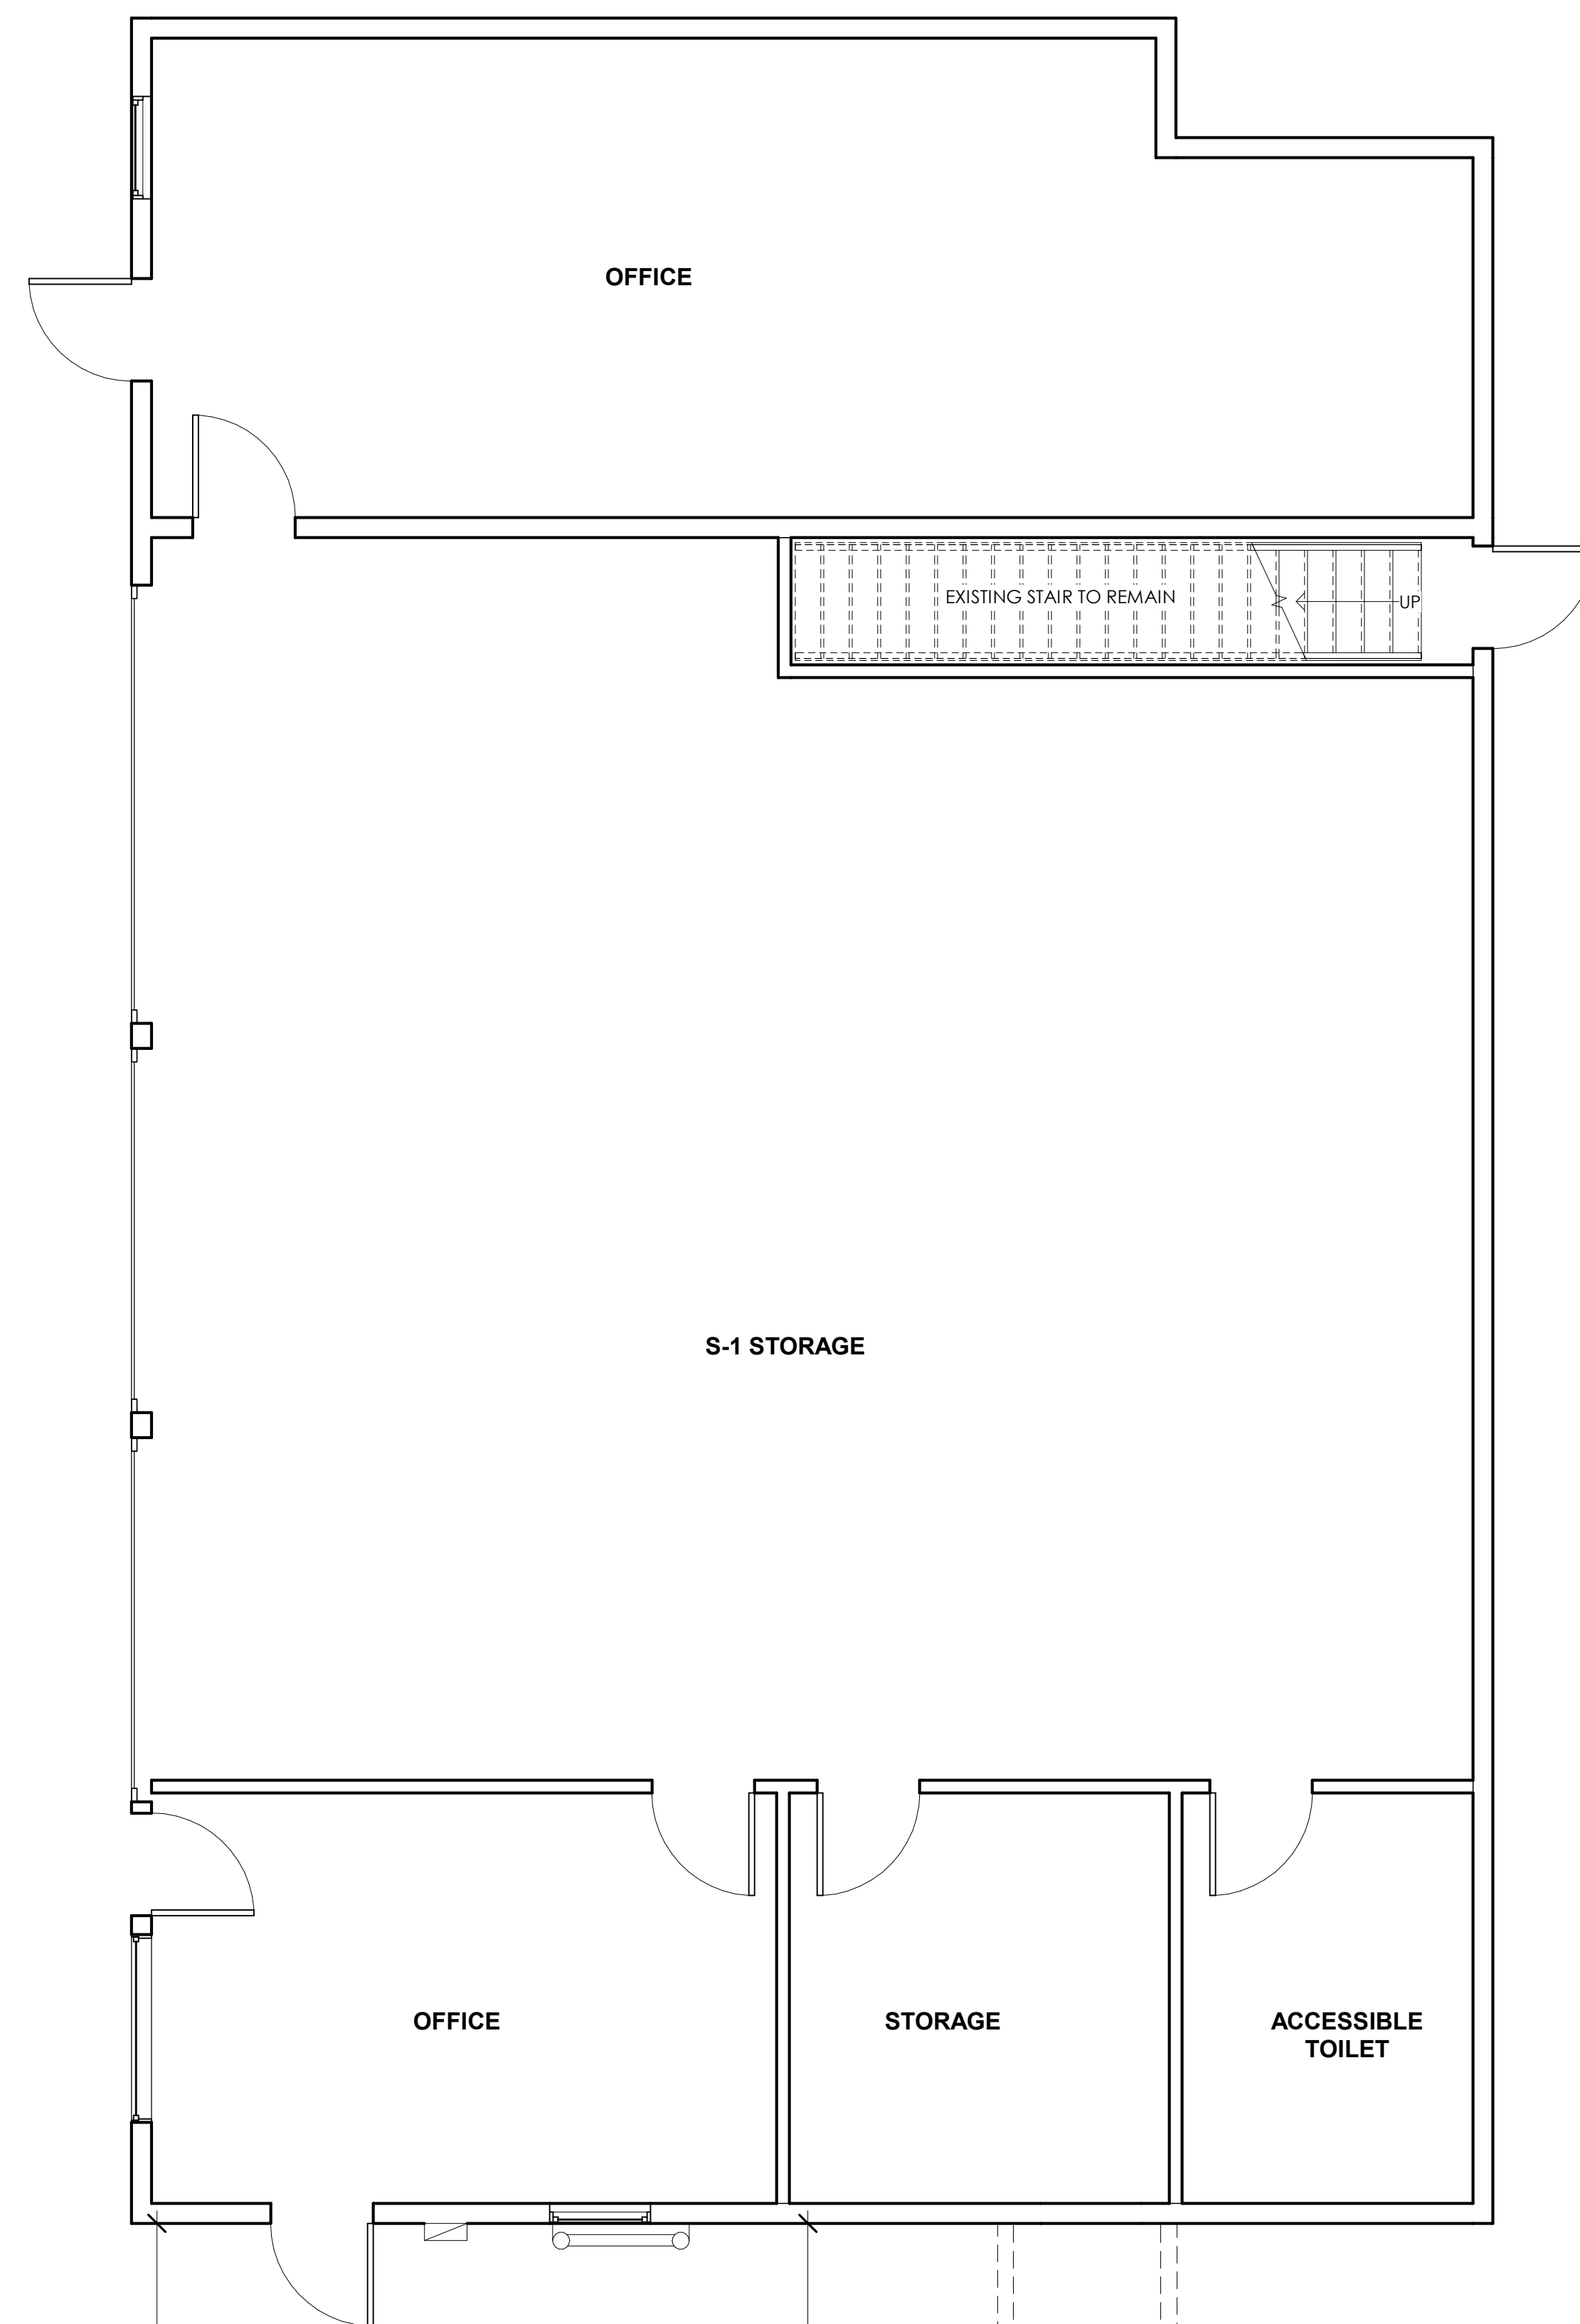 OFFICE
EXISTING STAIR TO REMAIN
UP
S-1 STORAGE
OFFICE
STORAGE
ACCESSIBLE
TOILET